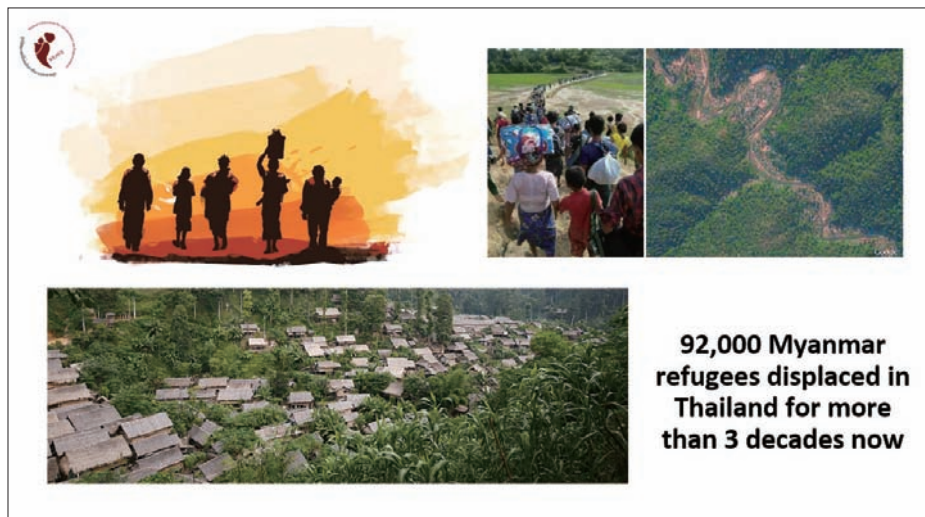 92,000 Myanmar
refugees displaced in
Thailand for more
than 3 decades now